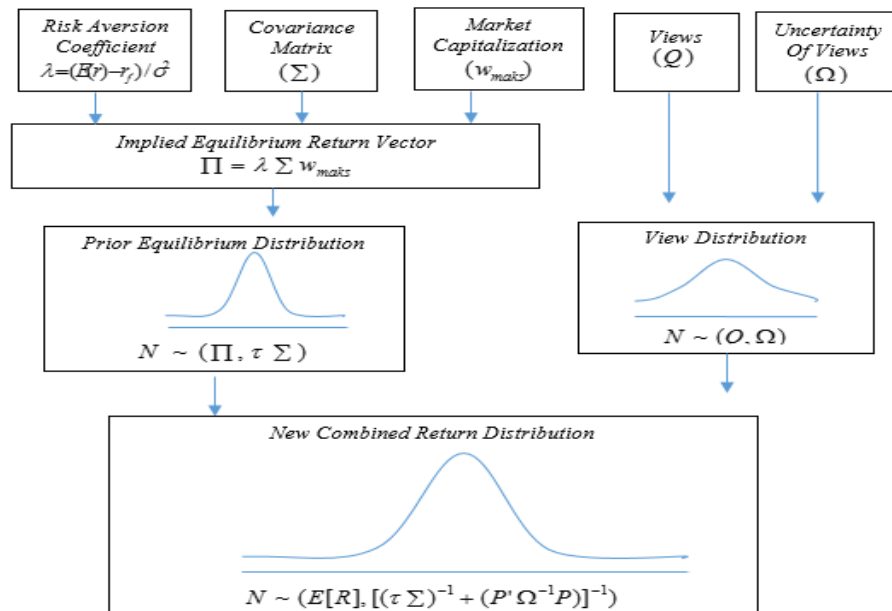 Risk Aversion
Coefficient
λ=(E(r)–r_f)/σ²
Covariance
Matrix
(Σ)
Market
Capitalization
(w_maks)
Views
(Q)
Uncertainty
Of Views
(Ω)
Implied Equilibrium Return Vector
Π = λ Σ w_maks
Prior Equilibrium Distribution
N ~ (Π, τ Σ)
View Distribution
N ~ (Q, Ω)
New Combined Return Distribution
N ~ (E[R], [(τ Σ)⁻¹ + (P' Ω⁻¹P)]⁻¹)